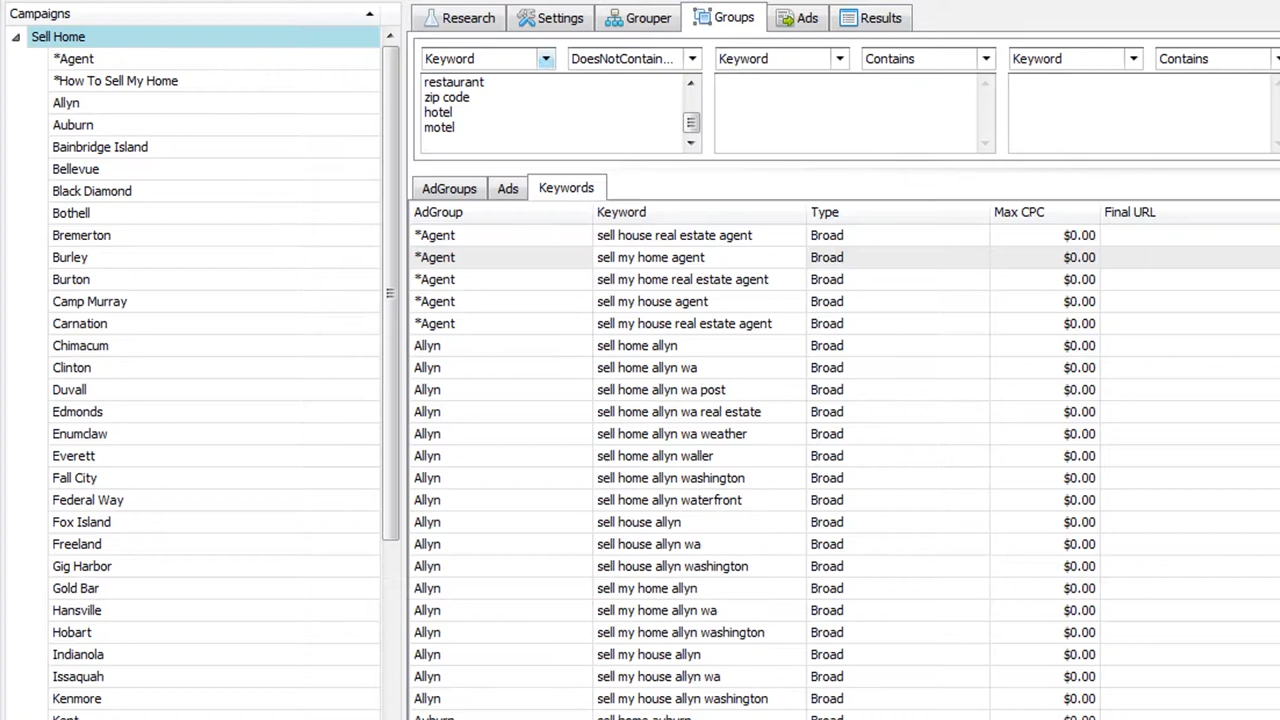 Campaigns
Sell Home
*Agent
*How To Sell My Home
Allyn
Auburn
Bainbridge Island
Bellevue
Black Diamond
Bothell
Bremerton
Burley
Burton
Camp Murray
Carnation
Chimacum
Clinton
Duvall
Edmonds
Enumclaw
Everett
Fall City
Federal Way
Fox Island
Freeland
Gig Harbor
Gold Bar
Hansville
Hobart
Indianola
Issaquah
Kenmore
Kent
Research Settings Grouper Groups Ads Results
Keyword DoesNotContain... Keyword Contains Keyword Contains
restaurant
zip code
hotel
motel
AdGroups Ads Keywords
AdGroup Keyword Type Max CPC Final URL
*Agent sell house real estate agent Broad $0.00
*Agent sell my home agent Broad $0.00
*Agent sell my home real estate agent Broad $0.00
*Agent sell my house agent Broad $0.00
*Agent sell my house real estate agent Broad $0.00
Allyn sell home allyn Broad $0.00
Allyn sell home allyn wa Broad $0.00
Allyn sell home allyn wa post Broad $0.00
Allyn sell home allyn wa real estate Broad $0.00
Allyn sell home allyn wa weather Broad $0.00
Allyn sell home allyn waller Broad $0.00
Allyn sell home allyn washington Broad $0.00
Allyn sell home allyn waterfront Broad $0.00
Allyn sell house allyn Broad $0.00
Allyn sell house allyn wa Broad $0.00
Allyn sell house allyn washington Broad $0.00
Allyn sell my home allyn Broad $0.00
Allyn sell my home allyn wa Broad $0.00
Allyn sell my home allyn washington Broad $0.00
Allyn sell my house allyn Broad $0.00
Allyn sell my house allyn wa Broad $0.00
Allyn sell my house allyn washington Broad $0.00
Auburn sell home auburn Broad $0.00